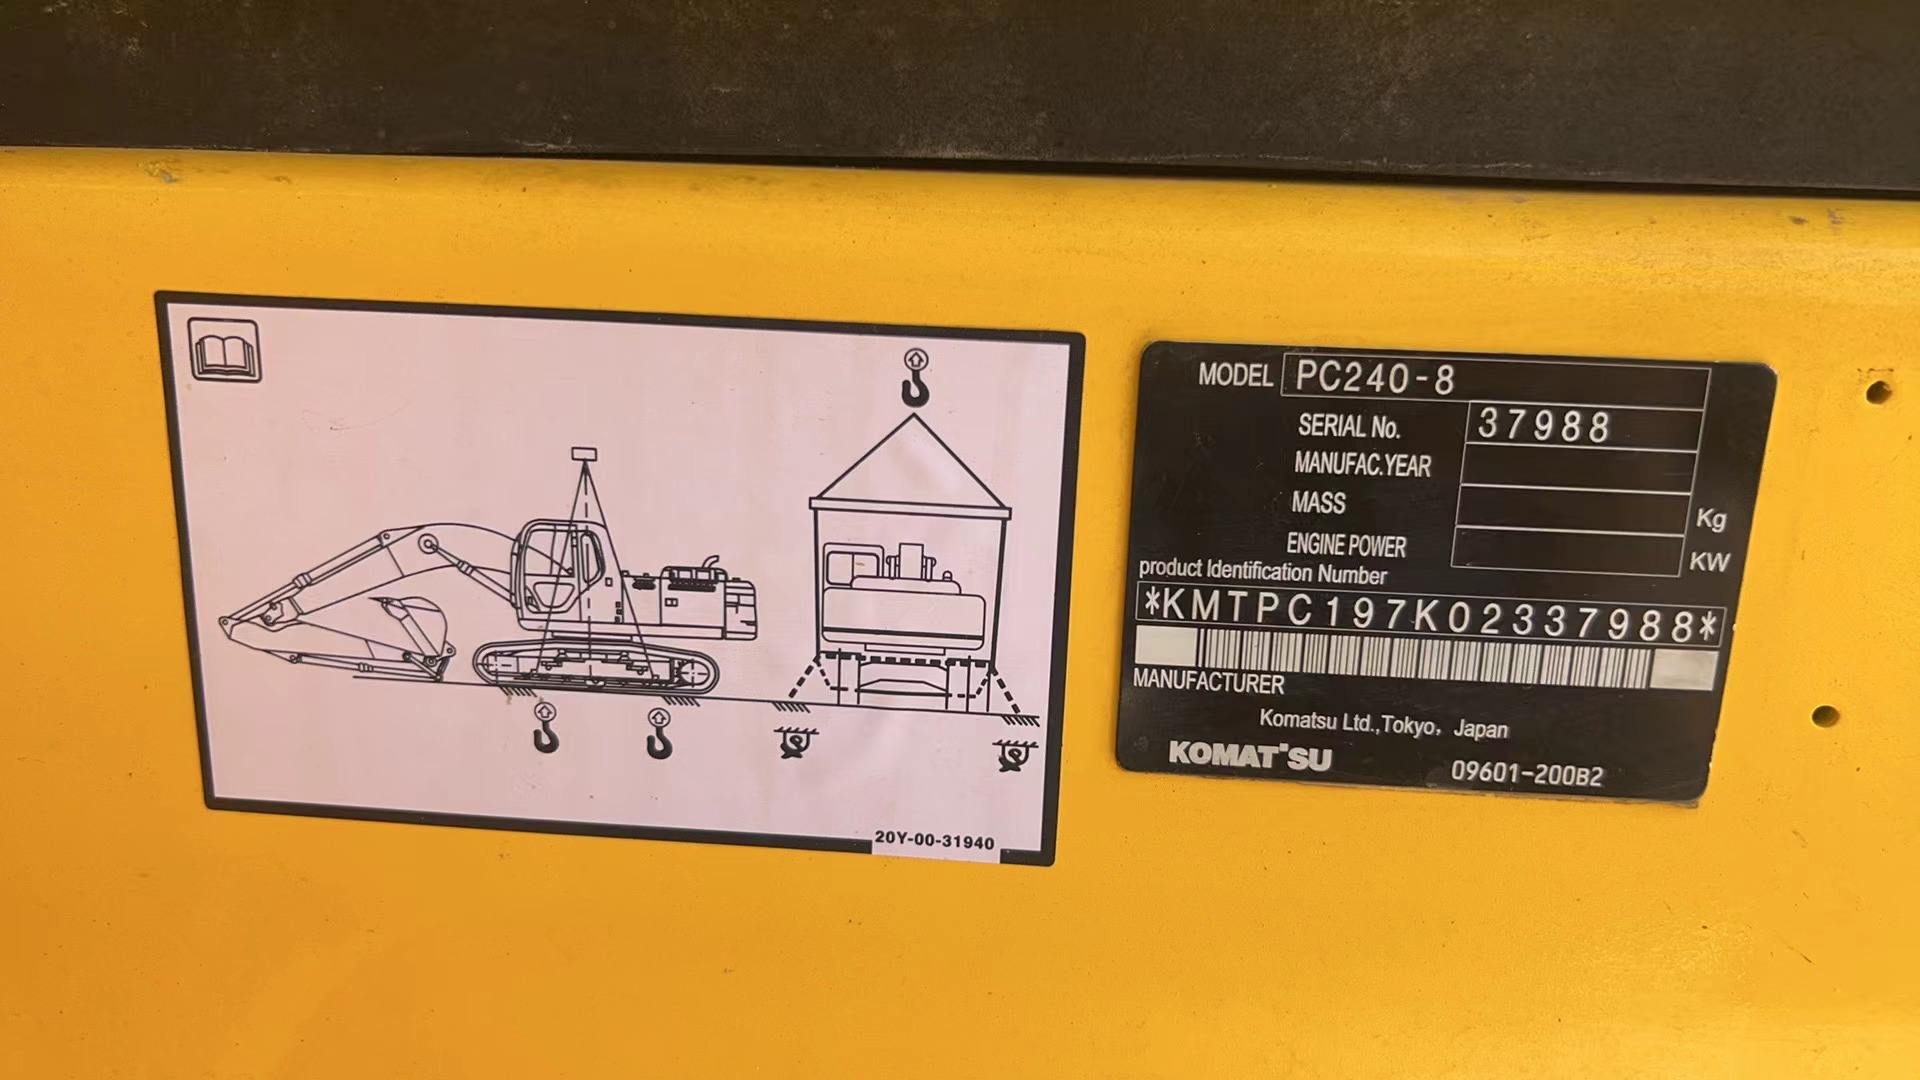 20Y-00-31940
MODEL PC240-8
SERIAL No. 37988
MANUFAC.YEAR
MASS Kg
ENGINE POWER KW
product Identification Number
*KMTPC197K02337988*
MANUFACTURER
Komatsu Ltd.,Tokyo, Japan
KOMATSU 09601-200B2